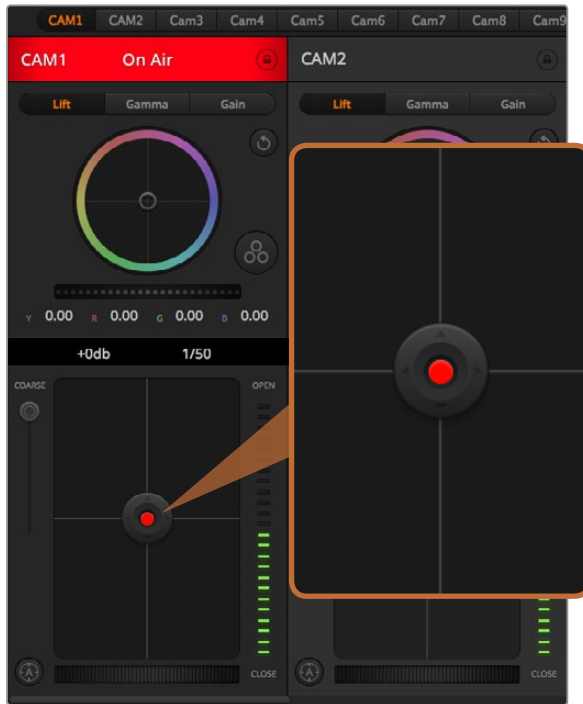 CAM1 CAM2 Cam3 Cam4 Cam5 Cam6 Cam7 Cam8 Cam9
CAM1 On Air
CAM2
Lift Gamma Gain
Lift Gamma Gain
Y 0.00 R 0.00 G 0.00 B 0.00
+0db 1/50
COARSE
OPEN
A
CLOSE
A
CLOSE